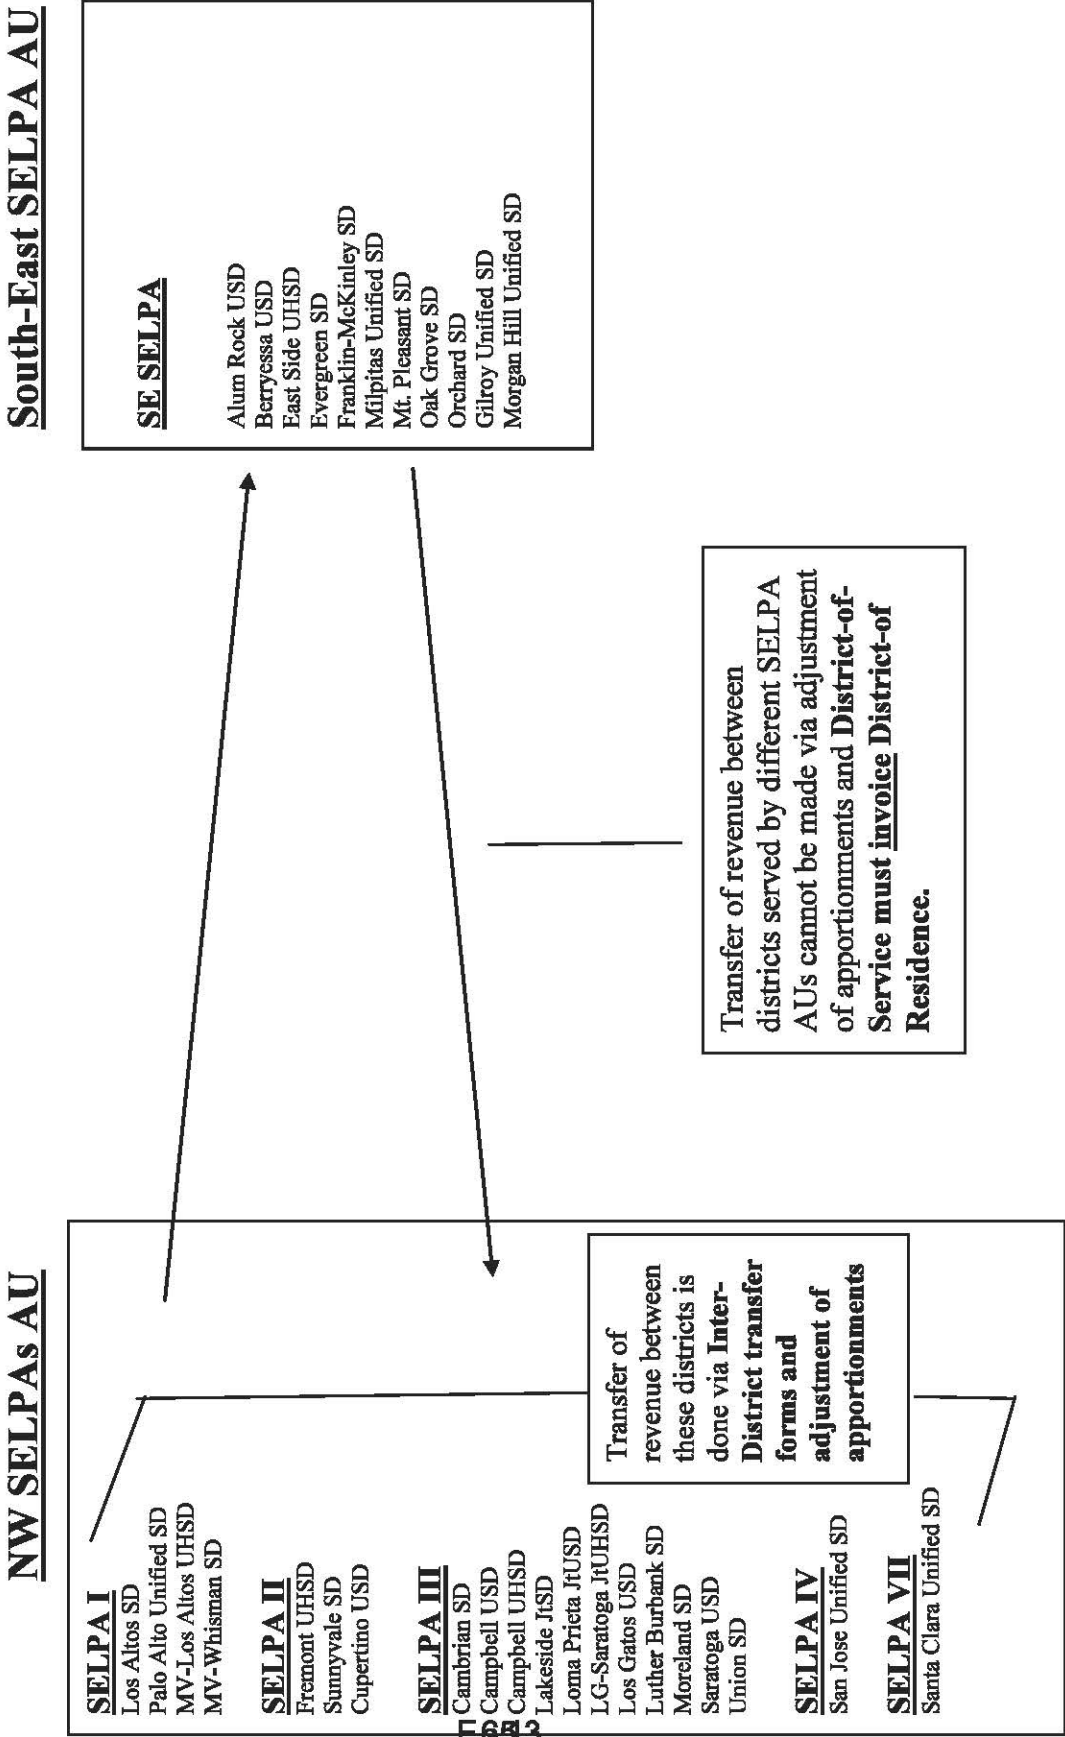 NW SELPAs AU
SELPA I
Los Altos SD
Palo Alto Unified SD
MV-Los Altos UHSD
MV-Whisman SD
SELPA II
Fremont UHSD
Sunnyvale SD
Cupertino USD
SELPA III
Cambrian SD
Campbell USD
Campbell UHSD
Lakeside JtSD
Loma Prieta JtUSD
LG-Saratoga JtUHSD
Los Gatos USD
Luther Burbank SD
Moreland SD
Saratoga USD
Union SD
SELPA IV
San Jose Unified SD
SELPA VII
Santa Clara Unified SD
Transfer of
revenue between
these districts is
done via Inter-
District transfer
forms and
adjustment of
apportionments
Transfer of revenue between
districts served by different SELPA
AUs cannot be made via adjustment
of apportionments and District-of-
Service must invoice District-of
Residence.
South-East SELPA AU
SE SELPA
Alum Rock USD
Berryessa USD
East Side UHSD
Evergreen SD
Franklin-McKinley SD
Milpitas Unified SD
Mt. Pleasant SD
Oak Grove SD
Orchard SD
Gilroy Unified SD
Morgan Hill Unified SD